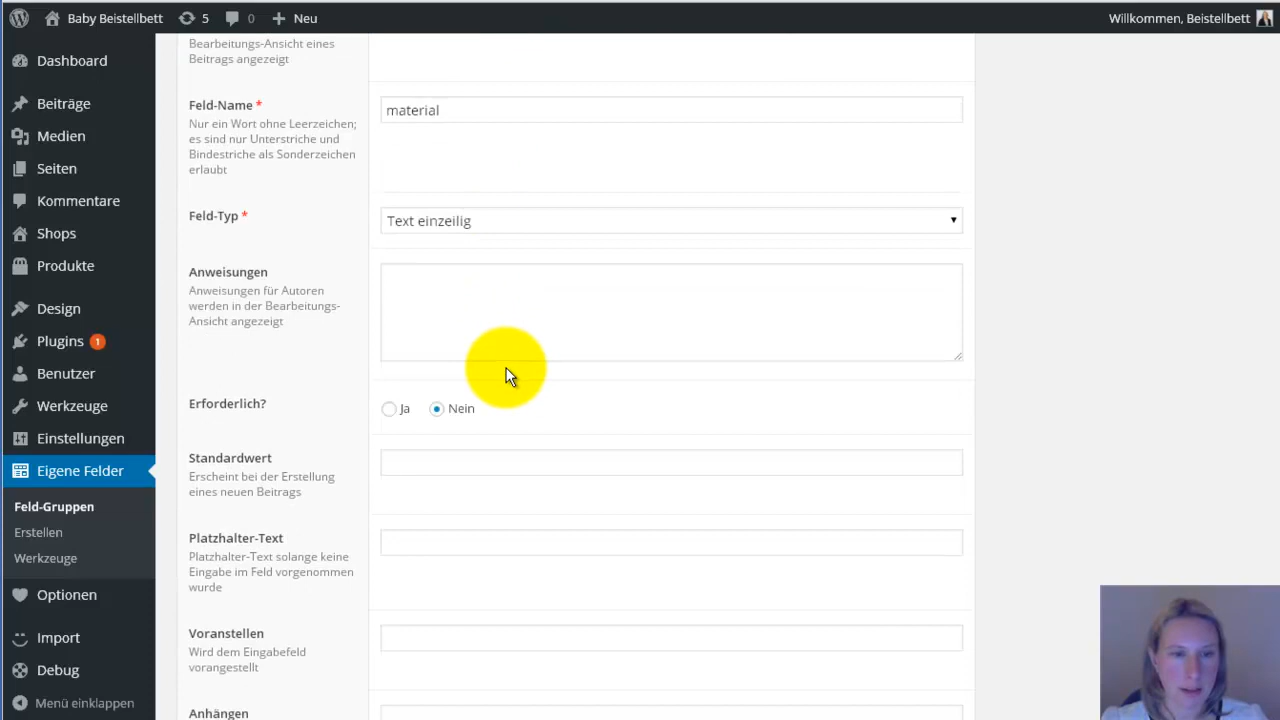 Baby Beistellbett 5 0 Neu Willkommen, Beistellbett
Dashboard
Beiträge
Medien
Seiten
Kommentare
Shops
Produkte
Design
Plugins 1
Benutzer
Werkzeuge
Einstellungen
Eigene Felder
Feld-Gruppen
Erstellen
Werkzeuge
Optionen
Import
Debug
Menü einklappen
Bearbeitungs-Ansicht eines
Beitrags angezeigt
Feld-Name *
Nur ein Wort ohne Leerzeichen;
es sind nur Unterstriche und
Bindestriche als Sonderzeichen
erlaubt
material
Feld-Typ *
Text einzeilig
Anweisungen
Anweisungen für Autoren
werden in der Bearbeitungs-
Ansicht angezeigt
Erforderlich?
Ja Nein
Standardwert
Erscheint bei der Erstellung
eines neuen Beitrags
Platzhalter-Text
Platzhalter-Text solange keine
Eingabe im Feld vorgenommen
wurde
Voranstellen
Wird dem Eingabefeld
vorangestellt
Anhängen